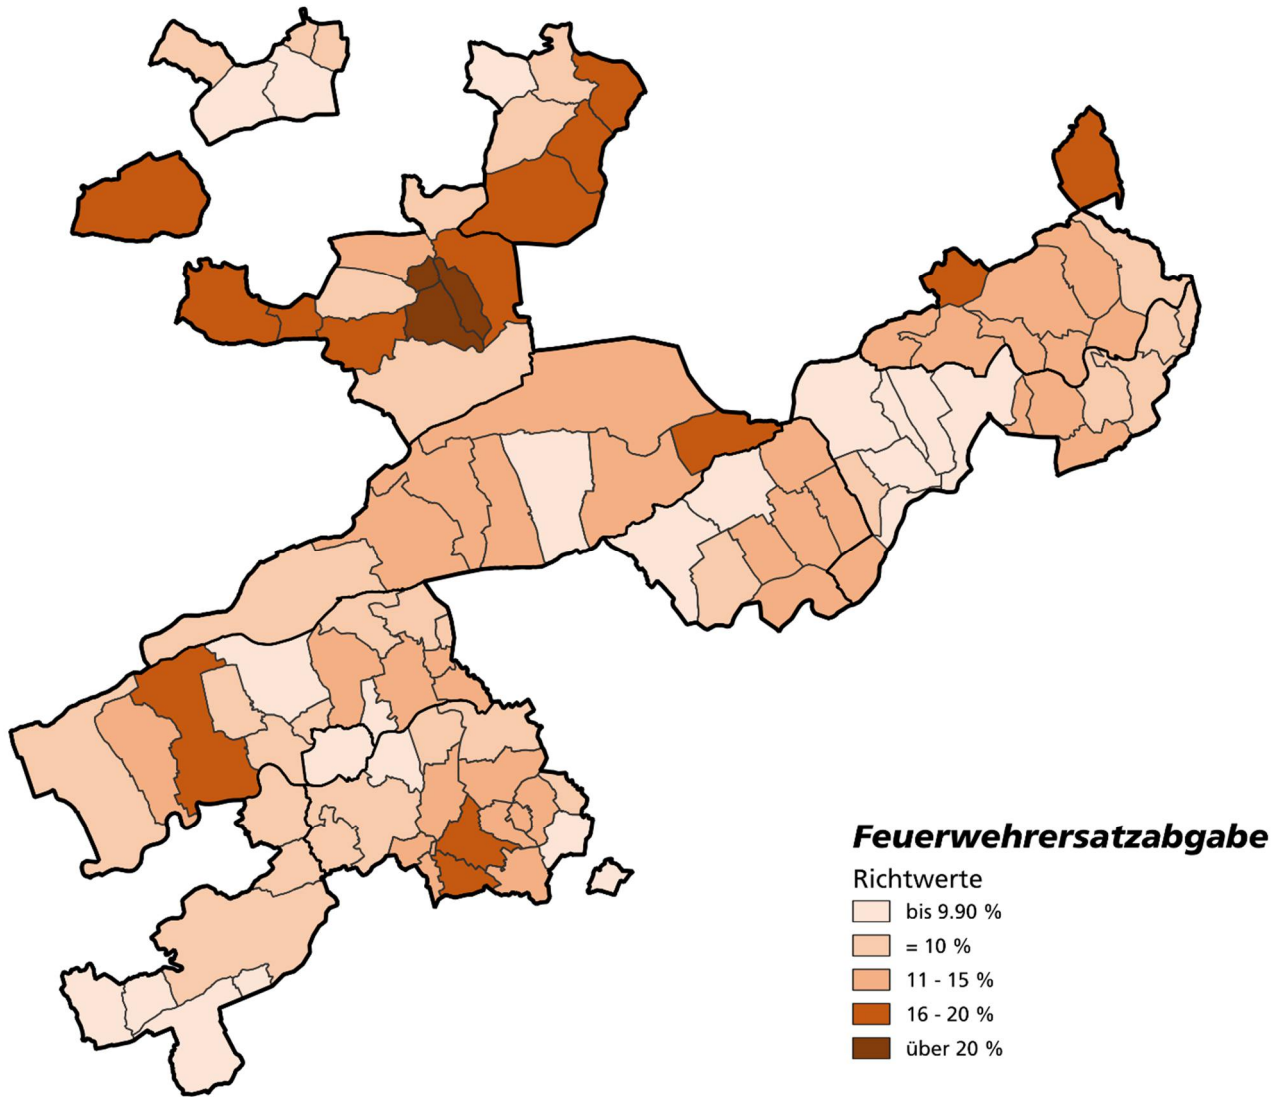 Feuerwehrersatzabgabe
Richtwerte
bis 9.90 %
= 10 %
11 - 15 %
16 - 20 %
über 20 %